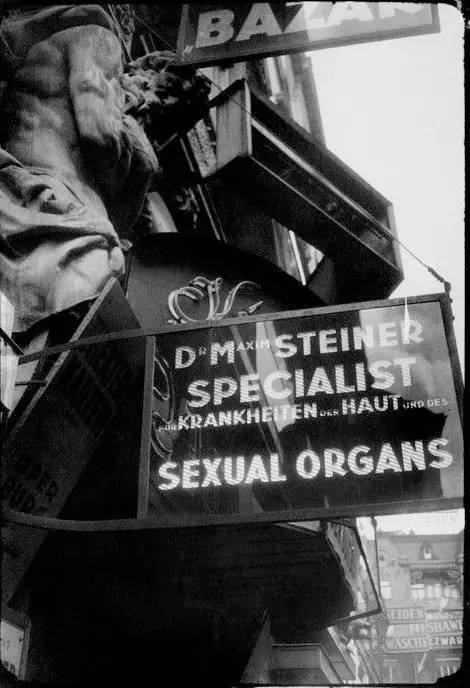 BAZAR
DR MAXIM STEINER
SPECIALIST
FÜR KRANKHEITEN DER HAUT UND DES
SEXUAL ORGANS